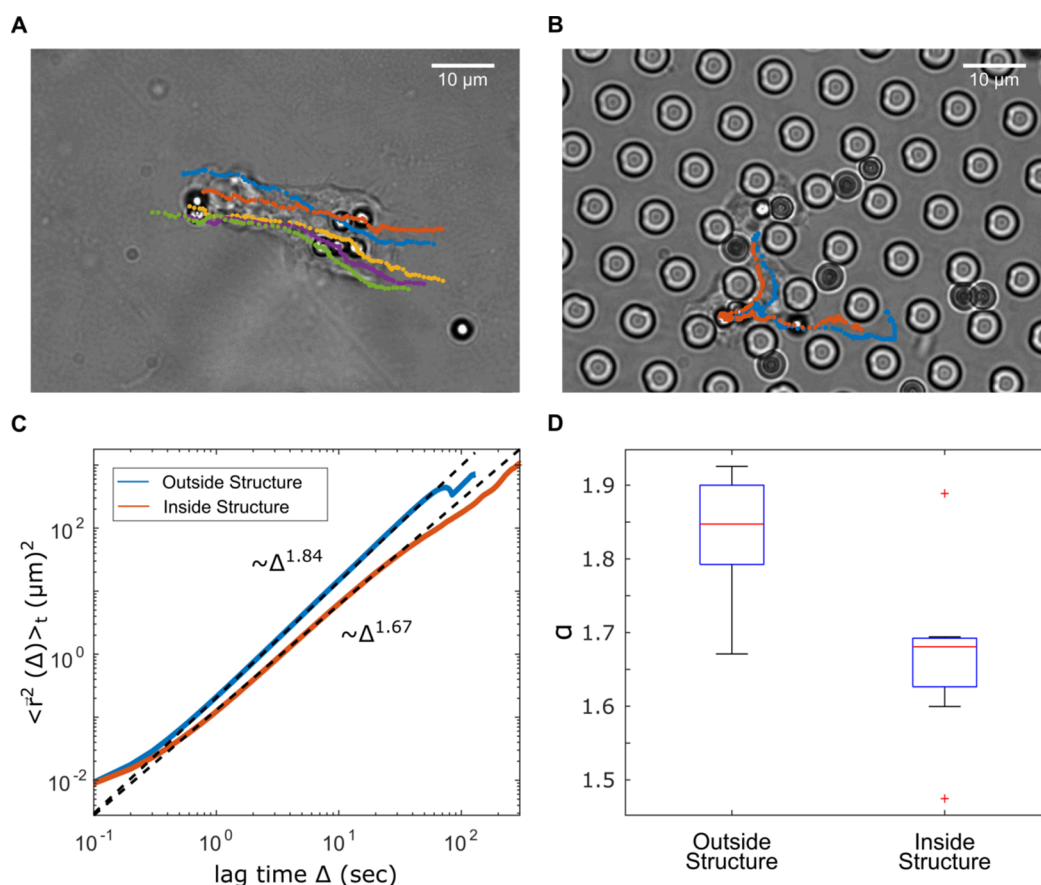 A
10 μm
B
10 μm
C
Outside Structure
Inside Structure
~Δ^1.84
~Δ^1.67
<r⃗^2 (Δ)>_t (μm)^2
10^2
10^0
10^-2
10^-1
10^0
10^1
10^2
lag time Δ (sec)
D
α
1.9
1.8
1.7
1.6
1.5
Outside
Structure
Inside
Structure